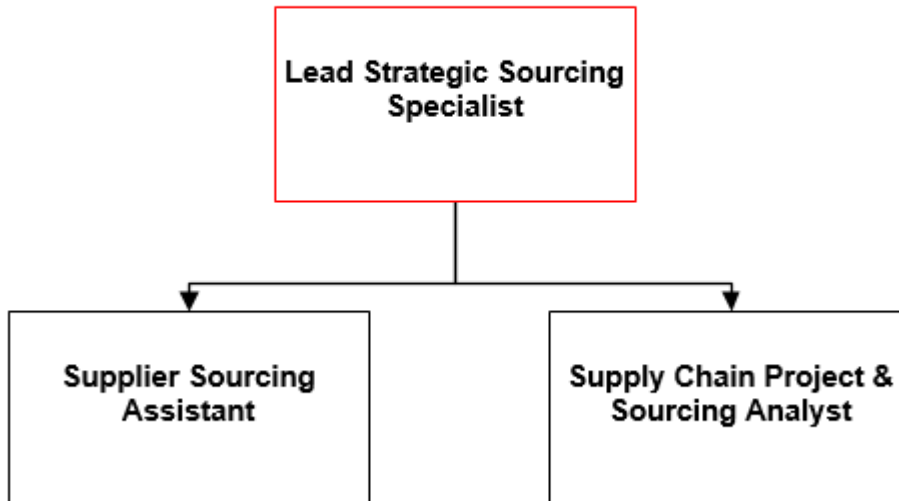 Lead Strategic Sourcing
Specialist
Supplier Sourcing
Assistant
Supply Chain Project &
Sourcing Analyst